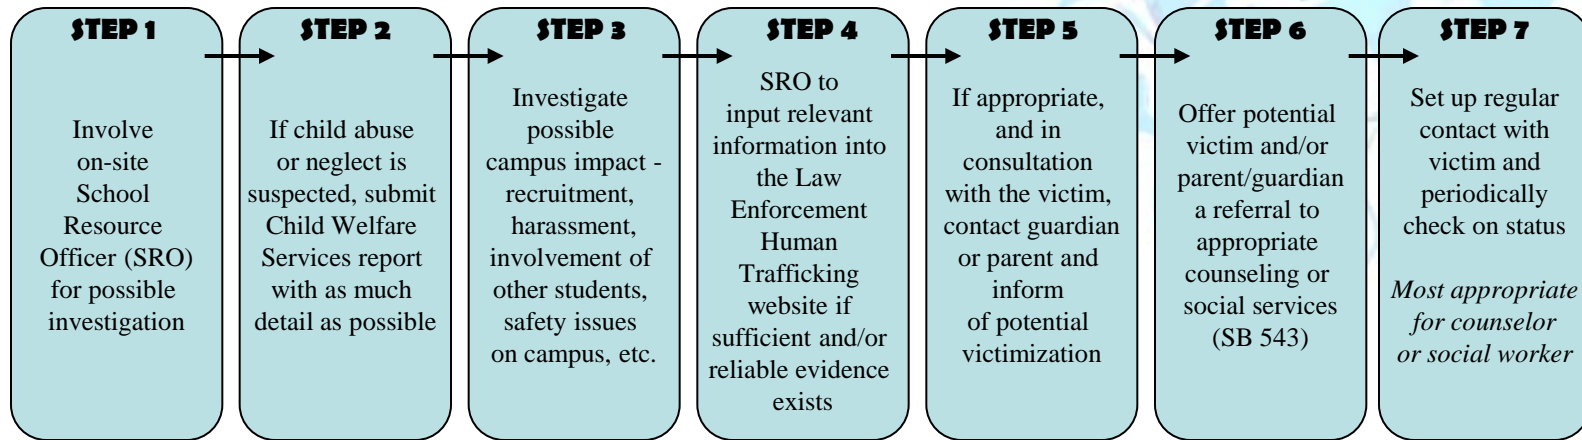 STEP 1
Involve
on-site
School
Resource
Officer (SRO)
for possible
investigation
STEP 2
If child abuse
or neglect is
suspected, submit
Child Welfare
Services report
with as much
detail as possible
STEP 3
Investigate
possible
campus impact -
recruitment,
harassment,
involvement of
other students,
safety issues
on campus, etc.
STEP 4
SRO to
input relevant
information into
the Law
Enforcement
Human
Trafficking
website if
sufficient and/or
reliable evidence
exists
STEP 5
If appropriate,
and in
consultation
with the victim,
contact guardian
or parent and
inform
of potential
victimization
STEP 6
Offer potential
victim and/or
parent/guardian
a referral to
appropriate
counseling or
social services
(SB 543)
STEP 7
Set up regular
contact with
victim and
periodically
check on status
Most appropriate
for counselor
or social worker